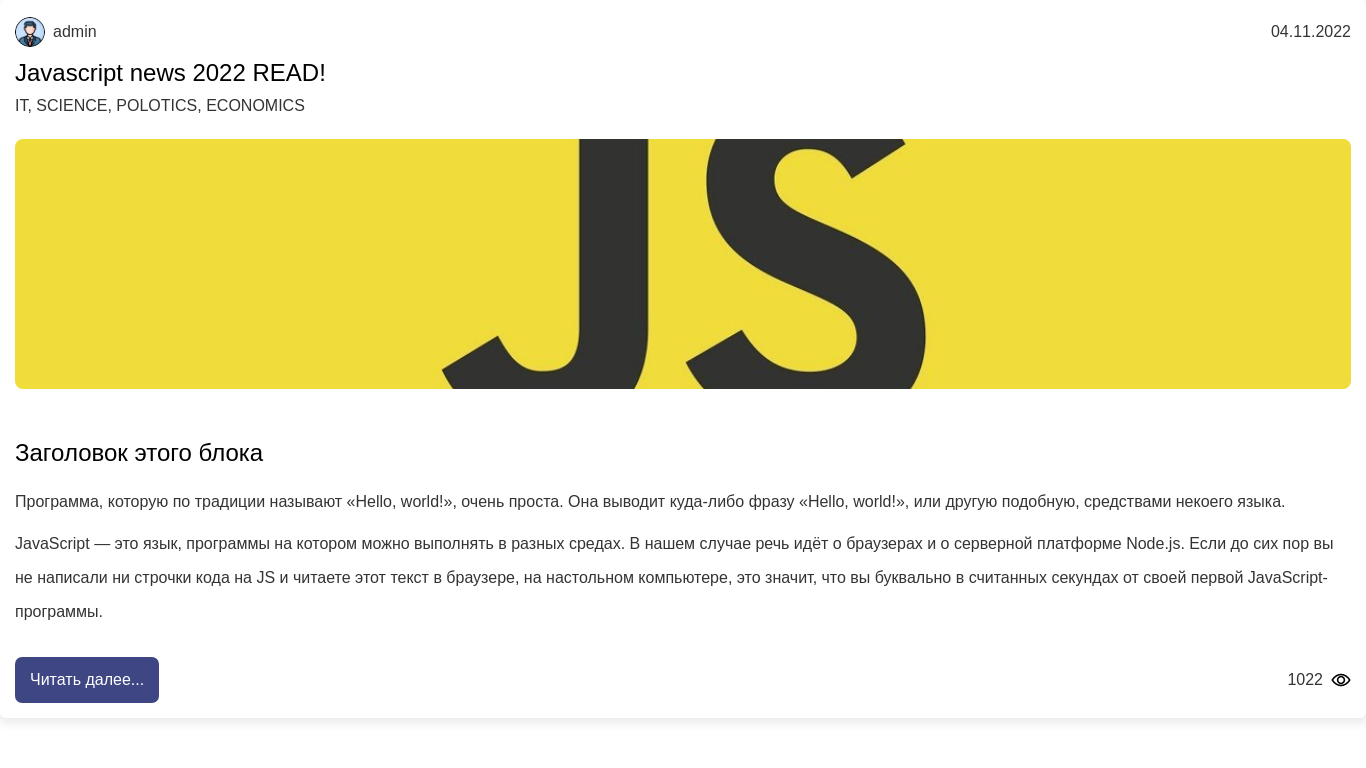 admin
04.11.2022
Javascript news 2022 READ!
IT, SCIENCE, POLOTICS, ECONOMICS
JS
Заголовок этого блока
Программа, которую по традиции называют «Hello, world!», очень проста. Она выводит куда-либо фразу «Hello, world!», или другую подобную, средствами некоего языка.
JavaScript — это язык, программы на котором можно выполнять в разных средах. В нашем случае речь идёт о браузерах и о серверной платформе Node.js. Если до сих пор вы
не написали ни строчки кода на JS и читаете этот текст в браузере, на настольном компьютере, это значит, что вы буквально в считанных секундах от своей первой JavaScript-
программы.
Читать далее...
1022